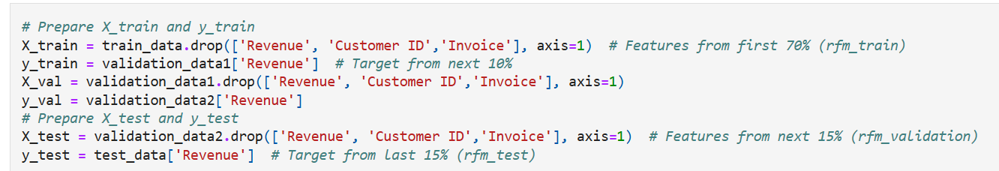 # Prepare X_train and y_train
X_train = train_data.drop(['Revenue', 'Customer ID','Invoice'], axis=1)  # Features from first 70% (rfm_train)
y_train = validation_data1['Revenue']  # Target from next 10%
X_val = validation_data1.drop(['Revenue', 'Customer ID','Invoice'], axis=1)
y_val = validation_data2['Revenue']
# Prepare X_test and y_test
X_test = validation_data2.drop(['Revenue', 'Customer ID','Invoice'], axis=1)  # Features from next 15% (rfm_validation)
y_test = test_data['Revenue']  # Target from last 15% (rfm_test)